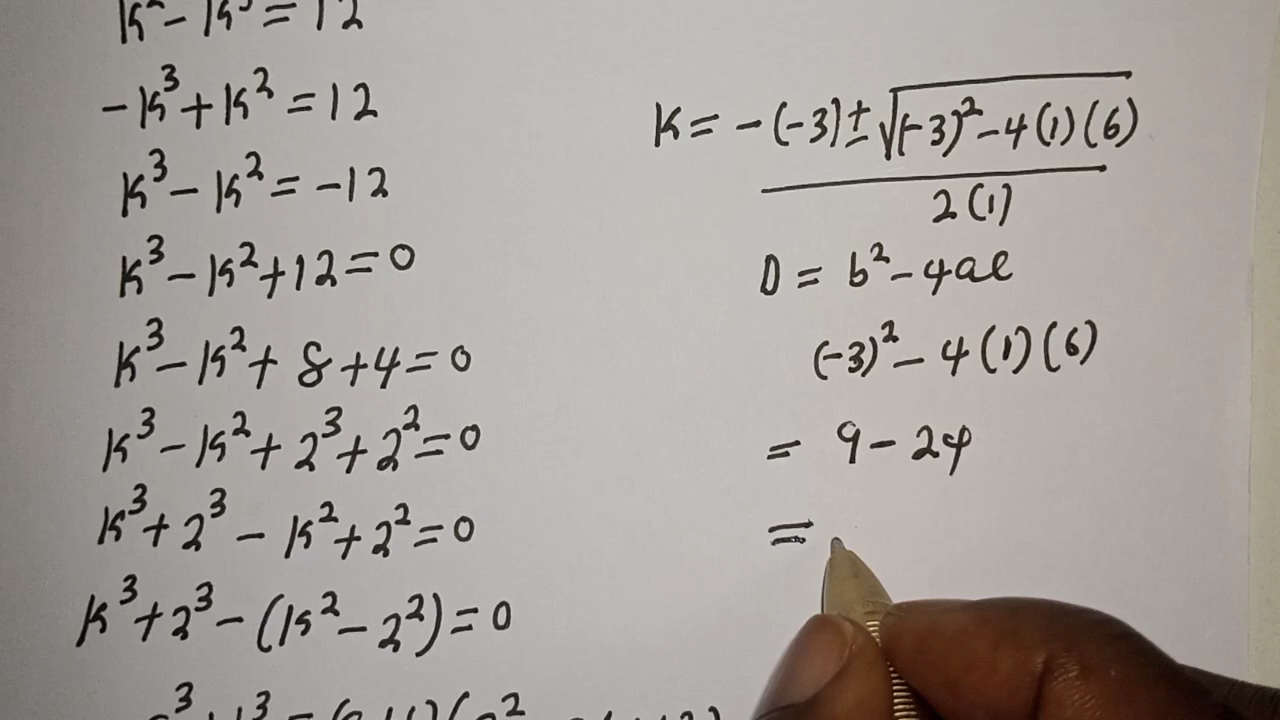 k² - k³ = 12
-k³ + k² = 12
k³ - k² = -12
k³ - k² + 12 = 0
k³ - k² + 8 + 4 = 0
k³ - k² + 2³ + 2² = 0
k³ + 2³ - k² + 2² = 0
k³ + 2³ - (k² - 2²) = 0
K = -(-3) ± √(-3)² - 4(1)(6)
2(1)
D = b² - 4ac
(-3)² - 4(1)(6)
= 9 - 24
=